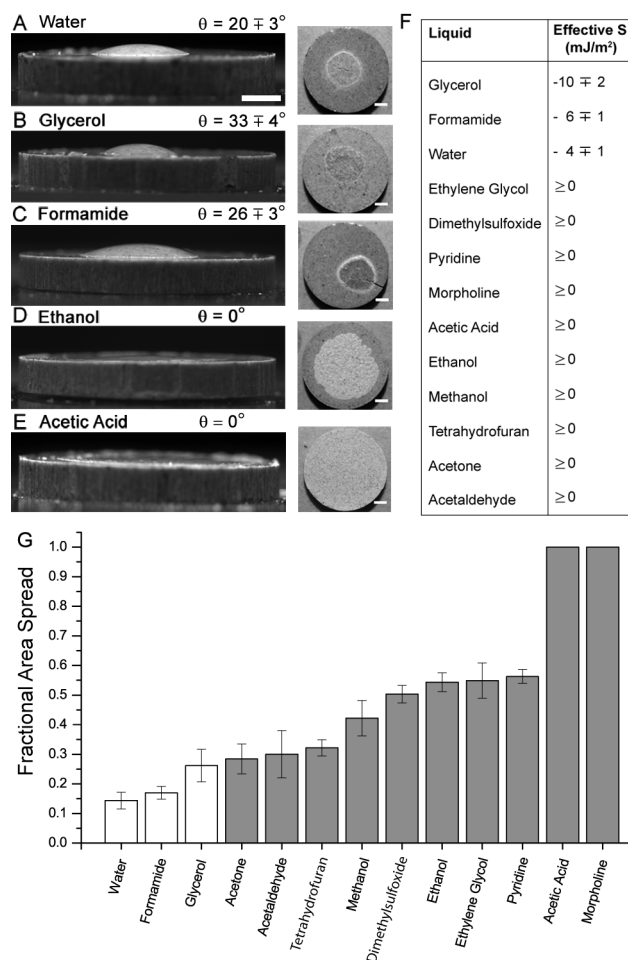 A Water θ = 20 ∓ 3°
B Glycerol θ = 33 ∓ 4°
C Formamide θ = 26 ∓ 3°
D Ethanol θ = 0°
E Acetic Acid θ = 0°
F
Liquid Effective S (mJ/m²)
Glycerol -10 ∓ 2
Formamide - 6 ∓ 1
Water - 4 ∓ 1
Ethylene Glycol ≥0
Dimethylsulfoxide ≥0
Pyridine ≥0
Morpholine ≥0
Acetic Acid ≥0
Ethanol ≥0
Methanol ≥0
Tetrahydrofuran ≥0
Acetone ≥0
Acetaldehyde ≥0
G
Fractional Area Spread
1.0
0.9
0.8
0.7
0.6
0.5
0.4
0.3
0.2
0.1
0.0
Water
Formamide
Glycerol
Acetone
Acetaldehyde
Tetrahydrofuran
Methanol
Dimethylsulfoxide
Ethanol
Ethylene Glycol
Pyridine
Acetic Acid
Morpholine